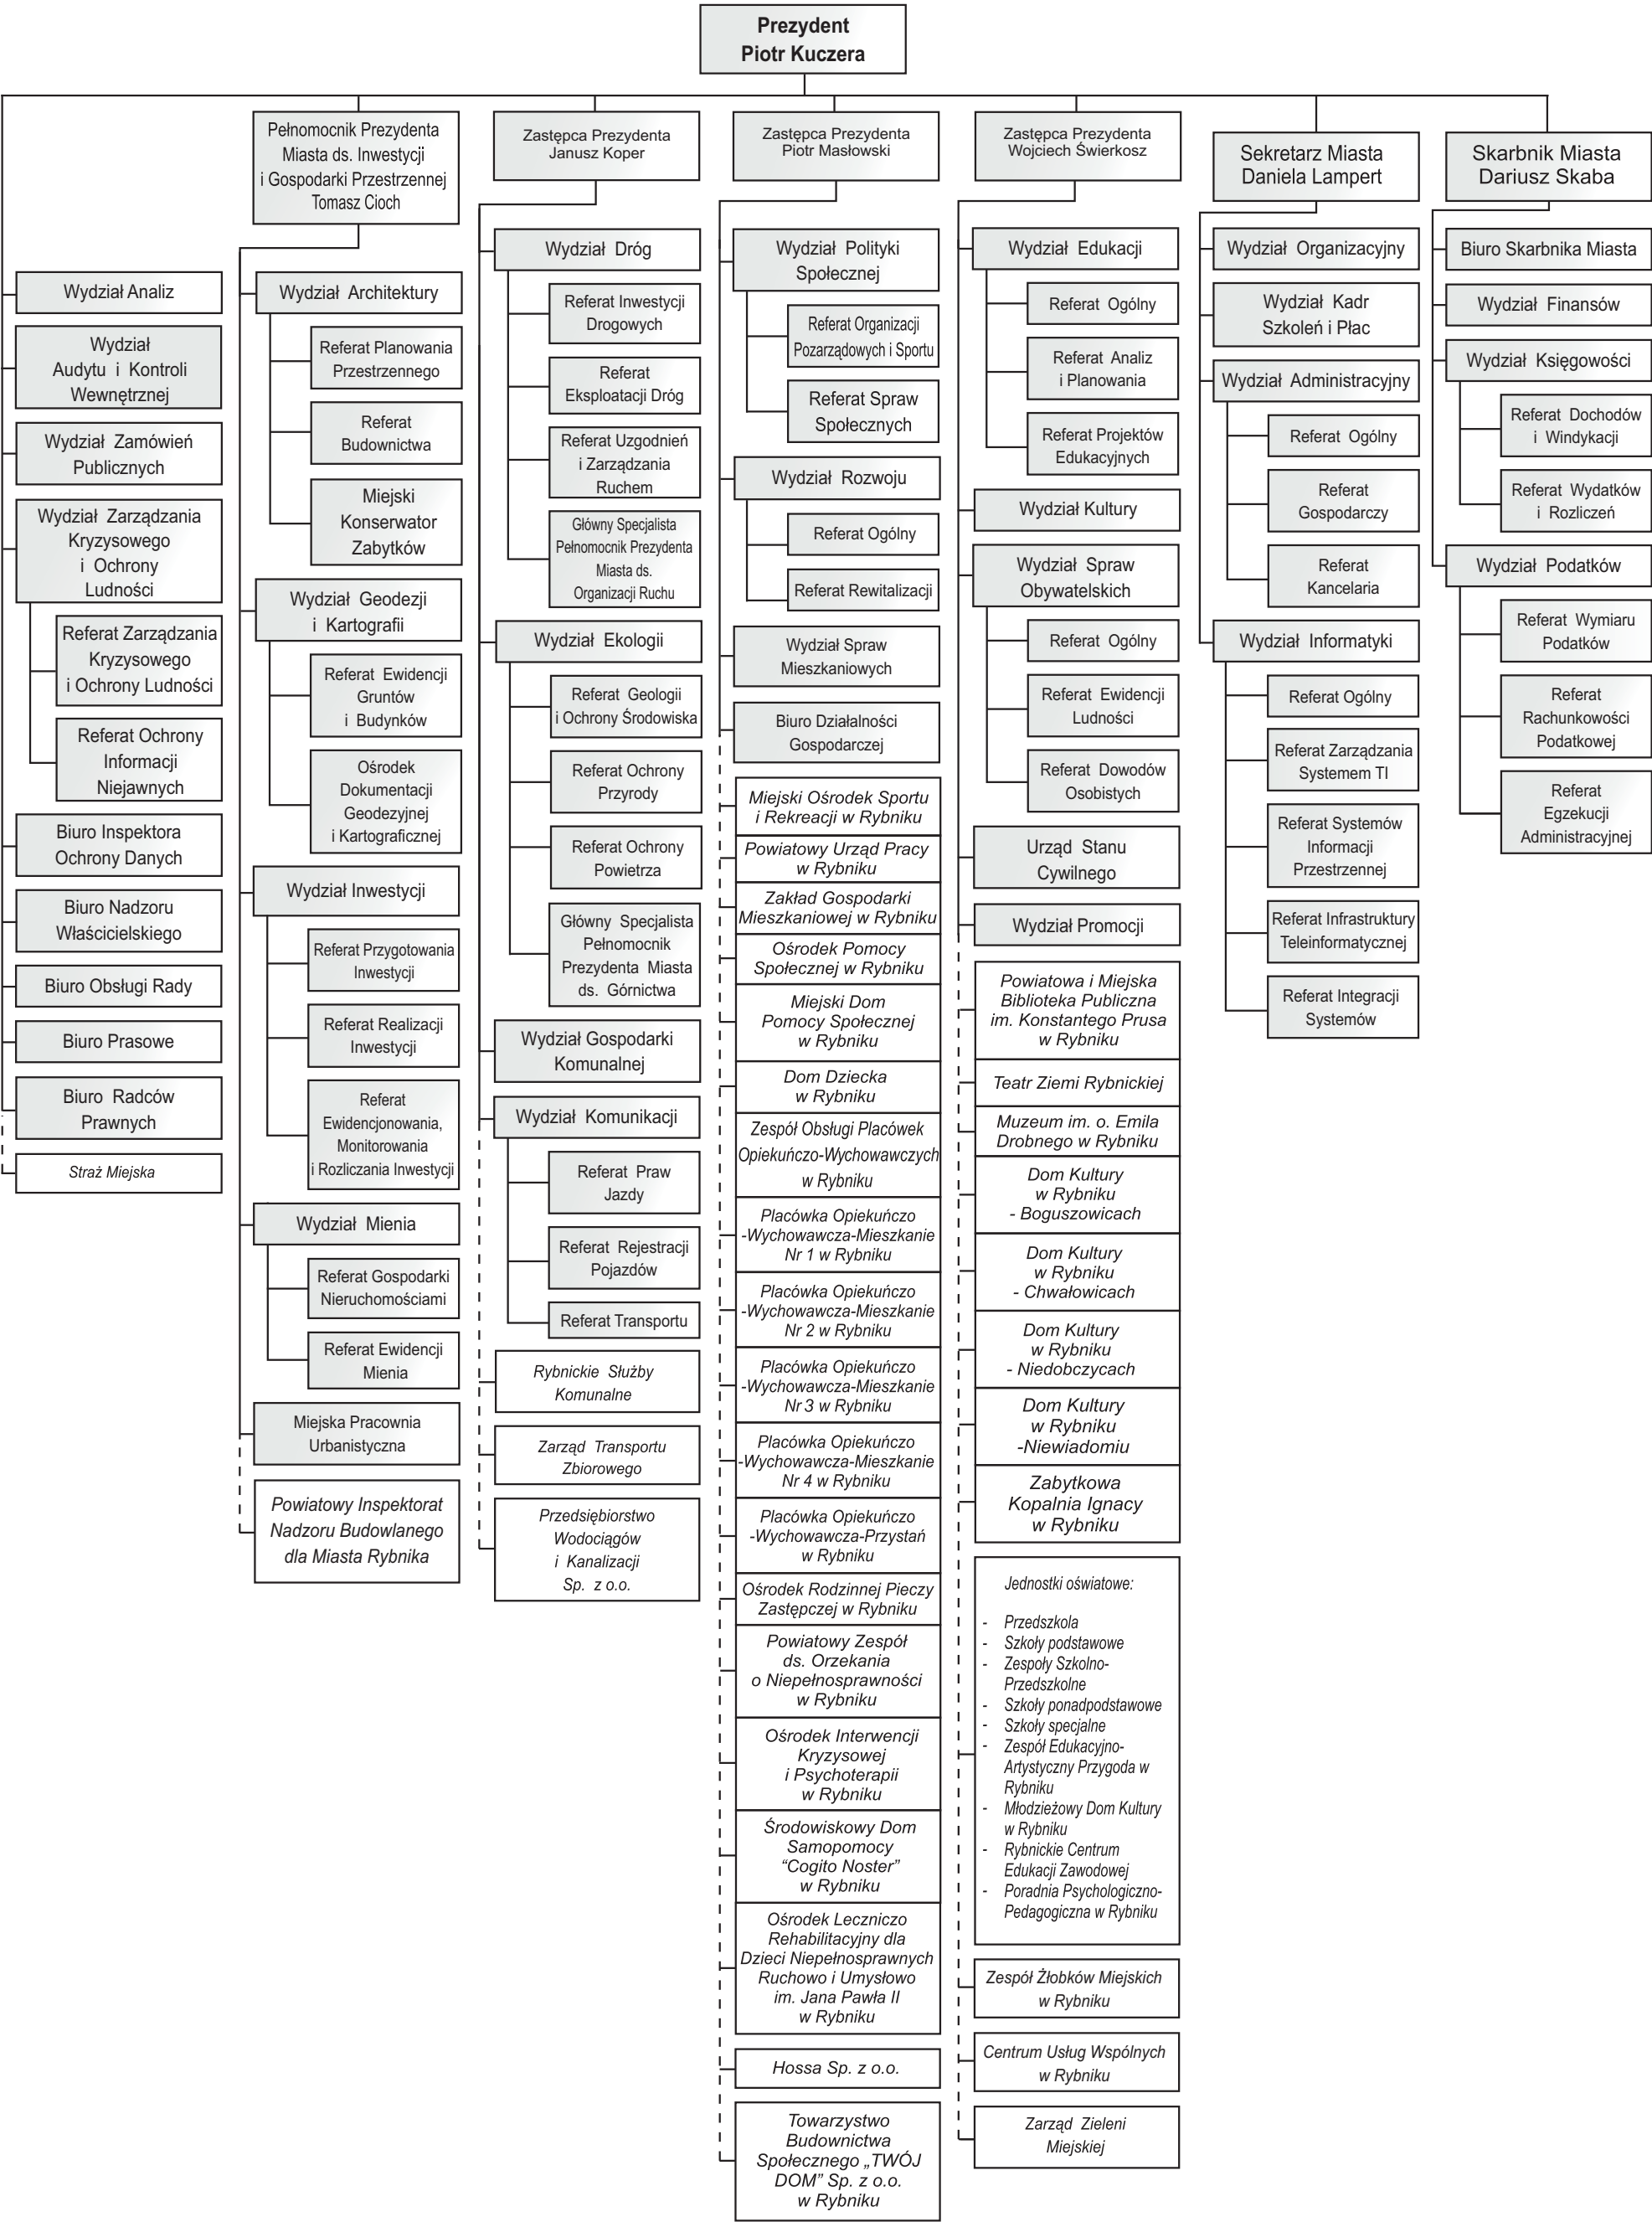 Prezydent
Piotr Kuczera
Wydział Analiz
Wydział
Audytu i Kontroli
Wewnętrznej
Wydział Zamówień
Publicznych
Wydział Zarządzania
Kryzysowego
i Ochrony
Ludności
Referat Zarządzania
Kryzysowego
i Ochrony Ludności
Referat Ochrony
Informacji
Niejawnych
Biuro Inspektora
Ochrony Danych
Biuro Nadzoru
Właścicielskiego
Biuro Obsługi Rady
Biuro Prasowe
Biuro Radców
Prawnych
Straż Miejska
Pełnomocnik Prezydenta
Miasta ds. Inwestycji
i Gospodarki Przestrzennej
Tomasz Cioch
Wydział Architektury
Referat Planowania
Przestrzennego
Referat
Budownictwa
Miejski
Konserwator
Zabytków
Wydział Geodezji
i Kartografii
Referat Ewidencji
Gruntów
i Budynków
Ośrodek
Dokumentacji
Geodezyjnej
i Kartograficznej
Wydział Inwestycji
Referat Przygotowania
Inwestycji
Referat Realizacji
Inwestycji
Referat
Ewidencjonowania,
Monitorowania
i Rozliczania Inwestycji
Wydział Mienia
Referat Gospodarki
Nieruchomościami
Referat Ewidencji
Mienia
Miejska Pracownia
Urbanistyczna
Powiatowy Inspektorat
Nadzoru Budowlanego
dla Miasta Rybnika
Zastępca Prezydenta
Janusz Koper
Wydział Dróg
Referat Inwestycji
Drogowych
Referat
Eksploatacji Dróg
Referat Uzgodnień
i Zarządzania
Ruchem
Główny Specjalista
Pełnomocnik Prezydenta
Miasta ds.
Organizacji Ruchu
Wydział Ekologii
Referat Geologii
i Ochrony Środowiska
Referat Ochrony
Przyrody
Referat Ochrony
Powietrza
Główny Specjalista
Pełnomocnik
Prezydenta Miasta
ds. Górnictwa
Wydział Gospodarki
Komunalnej
Wydział Komunikacji
Referat Praw
Jazdy
Referat Rejestracji
Pojazdów
Referat Transportu
Rybnickie Służby
Komunalne
Zarząd Transportu
Zbiorowego
Przedsiębiorstwo
Wodociągów
i Kanalizacji
Sp. z o.o.
Zastępca Prezydenta
Piotr Masłowski
Wydział Polityki
Społecznej
Referat Organizacji
Pozarządowych i Sportu
Referat Spraw
Społecznych
Wydział Rozwoju
Referat Ogólny
Referat Rewitalizacji
Wydział Spraw
Mieszkaniowych
Biuro Działalności
Gospodarczej
Miejski Ośrodek Sportu
i Rekreacji w Rybniku
Powiatowy Urząd Pracy
w Rybniku
Zakład Gospodarki
Mieszkaniowej w Rybniku
Ośrodek Pomocy
Społecznej w Rybniku
Miejski Dom
Pomocy Społecznej
w Rybniku
Dom Dziecka
w Rybniku
Zespół Obsługi Placówek
Opiekuńczo-Wychowawczych
w Rybniku
Placówka Opiekuńczo
-Wychowawcza-Mieszkanie
Nr 1 w Rybniku
Placówka Opiekuńczo
-Wychowawcza-Mieszkanie
Nr 2 w Rybniku
Placówka Opiekuńczo
-Wychowawcza-Mieszkanie
Nr 3 w Rybniku
Placówka Opiekuńczo
-Wychowawcza-Mieszkanie
Nr 4 w Rybniku
Placówka Opiekuńczo
-Wychowawcza-Przystań
w Rybniku
Ośrodek Rodzinnej Pieczy
Zastępczej w Rybniku
Powiatowy Zespół
ds. Orzekania
o Niepełnosprawności
w Rybniku
Ośrodek Interwencji
Kryzysowej
i Psychoterapii
w Rybniku
Środowiskowy Dom
Samopomocy
“Cogito Noster”
w Rybniku
Ośrodek Leczniczo
Rehabilitacyjny dla
Dzieci Niepełnosprawnych
Ruchowo i Umysłowo
im. Jana Pawła II
w Rybniku
Hossa Sp. z o.o.
Towarzystwo
Budownictwa
Społecznego „TWÓJ
DOM” Sp. z o.o.
w Rybniku
Zastępca Prezydenta
Wojciech Świerkosz
Wydział Edukacji
Referat Ogólny
Referat Analiz
i Planowania
Referat Projektów
Edukacyjnych
Wydział Kultury
Wydział Spraw
Obywatelskich
Referat Ogólny
Referat Ewidencji
Ludności
Referat Dowodów
Osobistych
Urząd Stanu
Cywilnego
Wydział Promocji
Powiatowa i Miejska
Biblioteka Publiczna
im. Konstantego Prusa
w Rybniku
Teatr Ziemi Rybnickiej
Muzeum im. o. Emila
Drobnego w Rybniku
Dom Kultury
w Rybniku
- Boguszowicach
Dom Kultury
w Rybniku
- Chwałowicach
Dom Kultury
w Rybniku
- Niedobczycach
Dom Kultury
w Rybniku
-Niewiadomiu
Zabytkowa
Kopalnia Ignacy
w Rybniku
Jednostki oświatowe:
- Przedszkola
- Szkoły podstawowe
- Zespoły Szkolno-
Przedszkolne
- Szkoły ponadpodstawowe
- Szkoły specjalne
- Zespół Edukacyjno-
Artystyczny Przygoda w
Rybniku
- Młodzieżowy Dom Kultury
w Rybniku
- Rybnickie Centrum
Edukacji Zawodowej
- Poradnia Psychologiczno-
Pedagogiczna w Rybniku
Zespół Żłobków Miejskich
w Rybniku
Centrum Usług Wspólnych
w Rybniku
Zarząd Zieleni
Miejskiej
Sekretarz Miasta
Daniela Lampert
Wydział Organizacyjny
Wydział Kadr
Szkoleń i Płac
Wydział Administracyjny
Referat Ogólny
Referat
Gospodarczy
Referat
Kancelaria
Wydział Informatyki
Referat Ogólny
Referat Zarządzania
Systemem TI
Referat Systemów
Informacji
Przestrzennej
Referat Infrastruktury
Teleinformatycznej
Referat Integracji
Systemów
Skarbnik Miasta
Dariusz Skaba
Biuro Skarbnika Miasta
Wydział Finansów
Wydział Księgowości
Referat Dochodów
i Windykacji
Referat Wydatków
i Rozliczeń
Wydział Podatków
Referat Wymiaru
Podatków
Referat
Rachunkowości
Podatkowej
Referat
Egzekucji
Administracyjnej